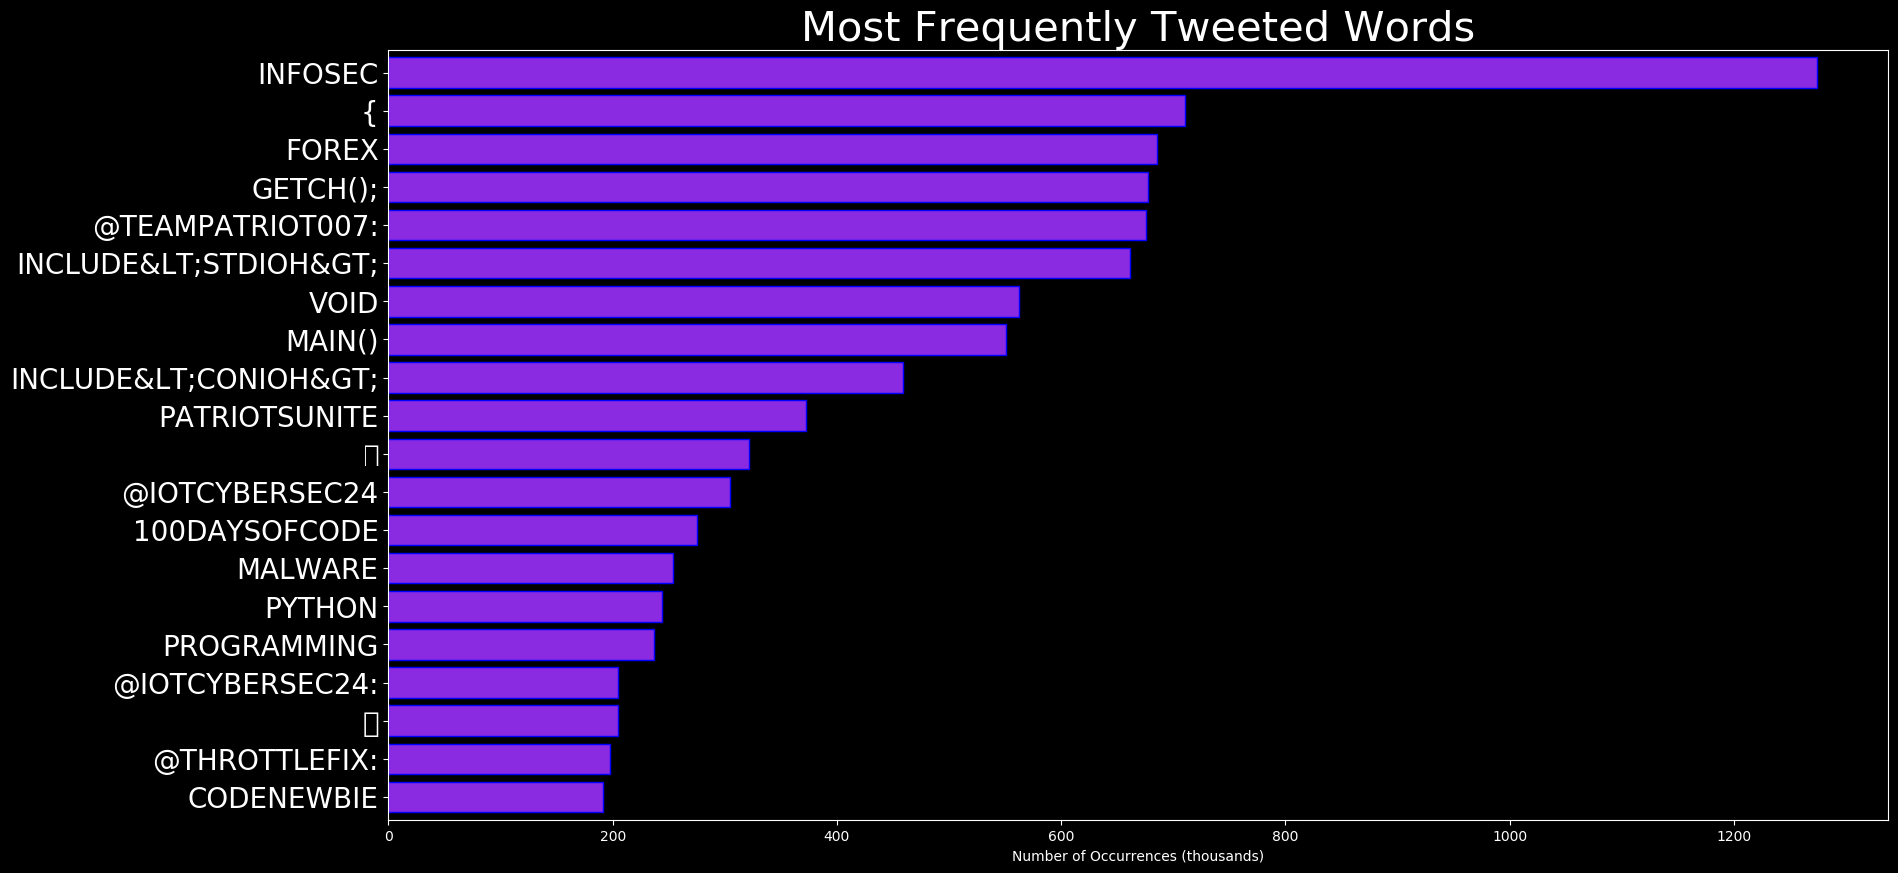 Most Frequently Tweeted Words
INFOSEC
{
FOREX
GETCH();
@TEAMPATRIOT007:
INCLUDE&LT;STDIOH&GT;
VOID
MAIN()
INCLUDE&LT;CONIOH&GT;
PATRIOTSUNITE
@IOTCYBERSEC24
100DAYSOFCODE
MALWARE
PYTHON
PROGRAMMING
@IOTCYBERSEC24:
@THROTTLEFIX:
CODENEWBIE
0 200 400 600 800 1000 1200
Number of Occurrences (thousands)